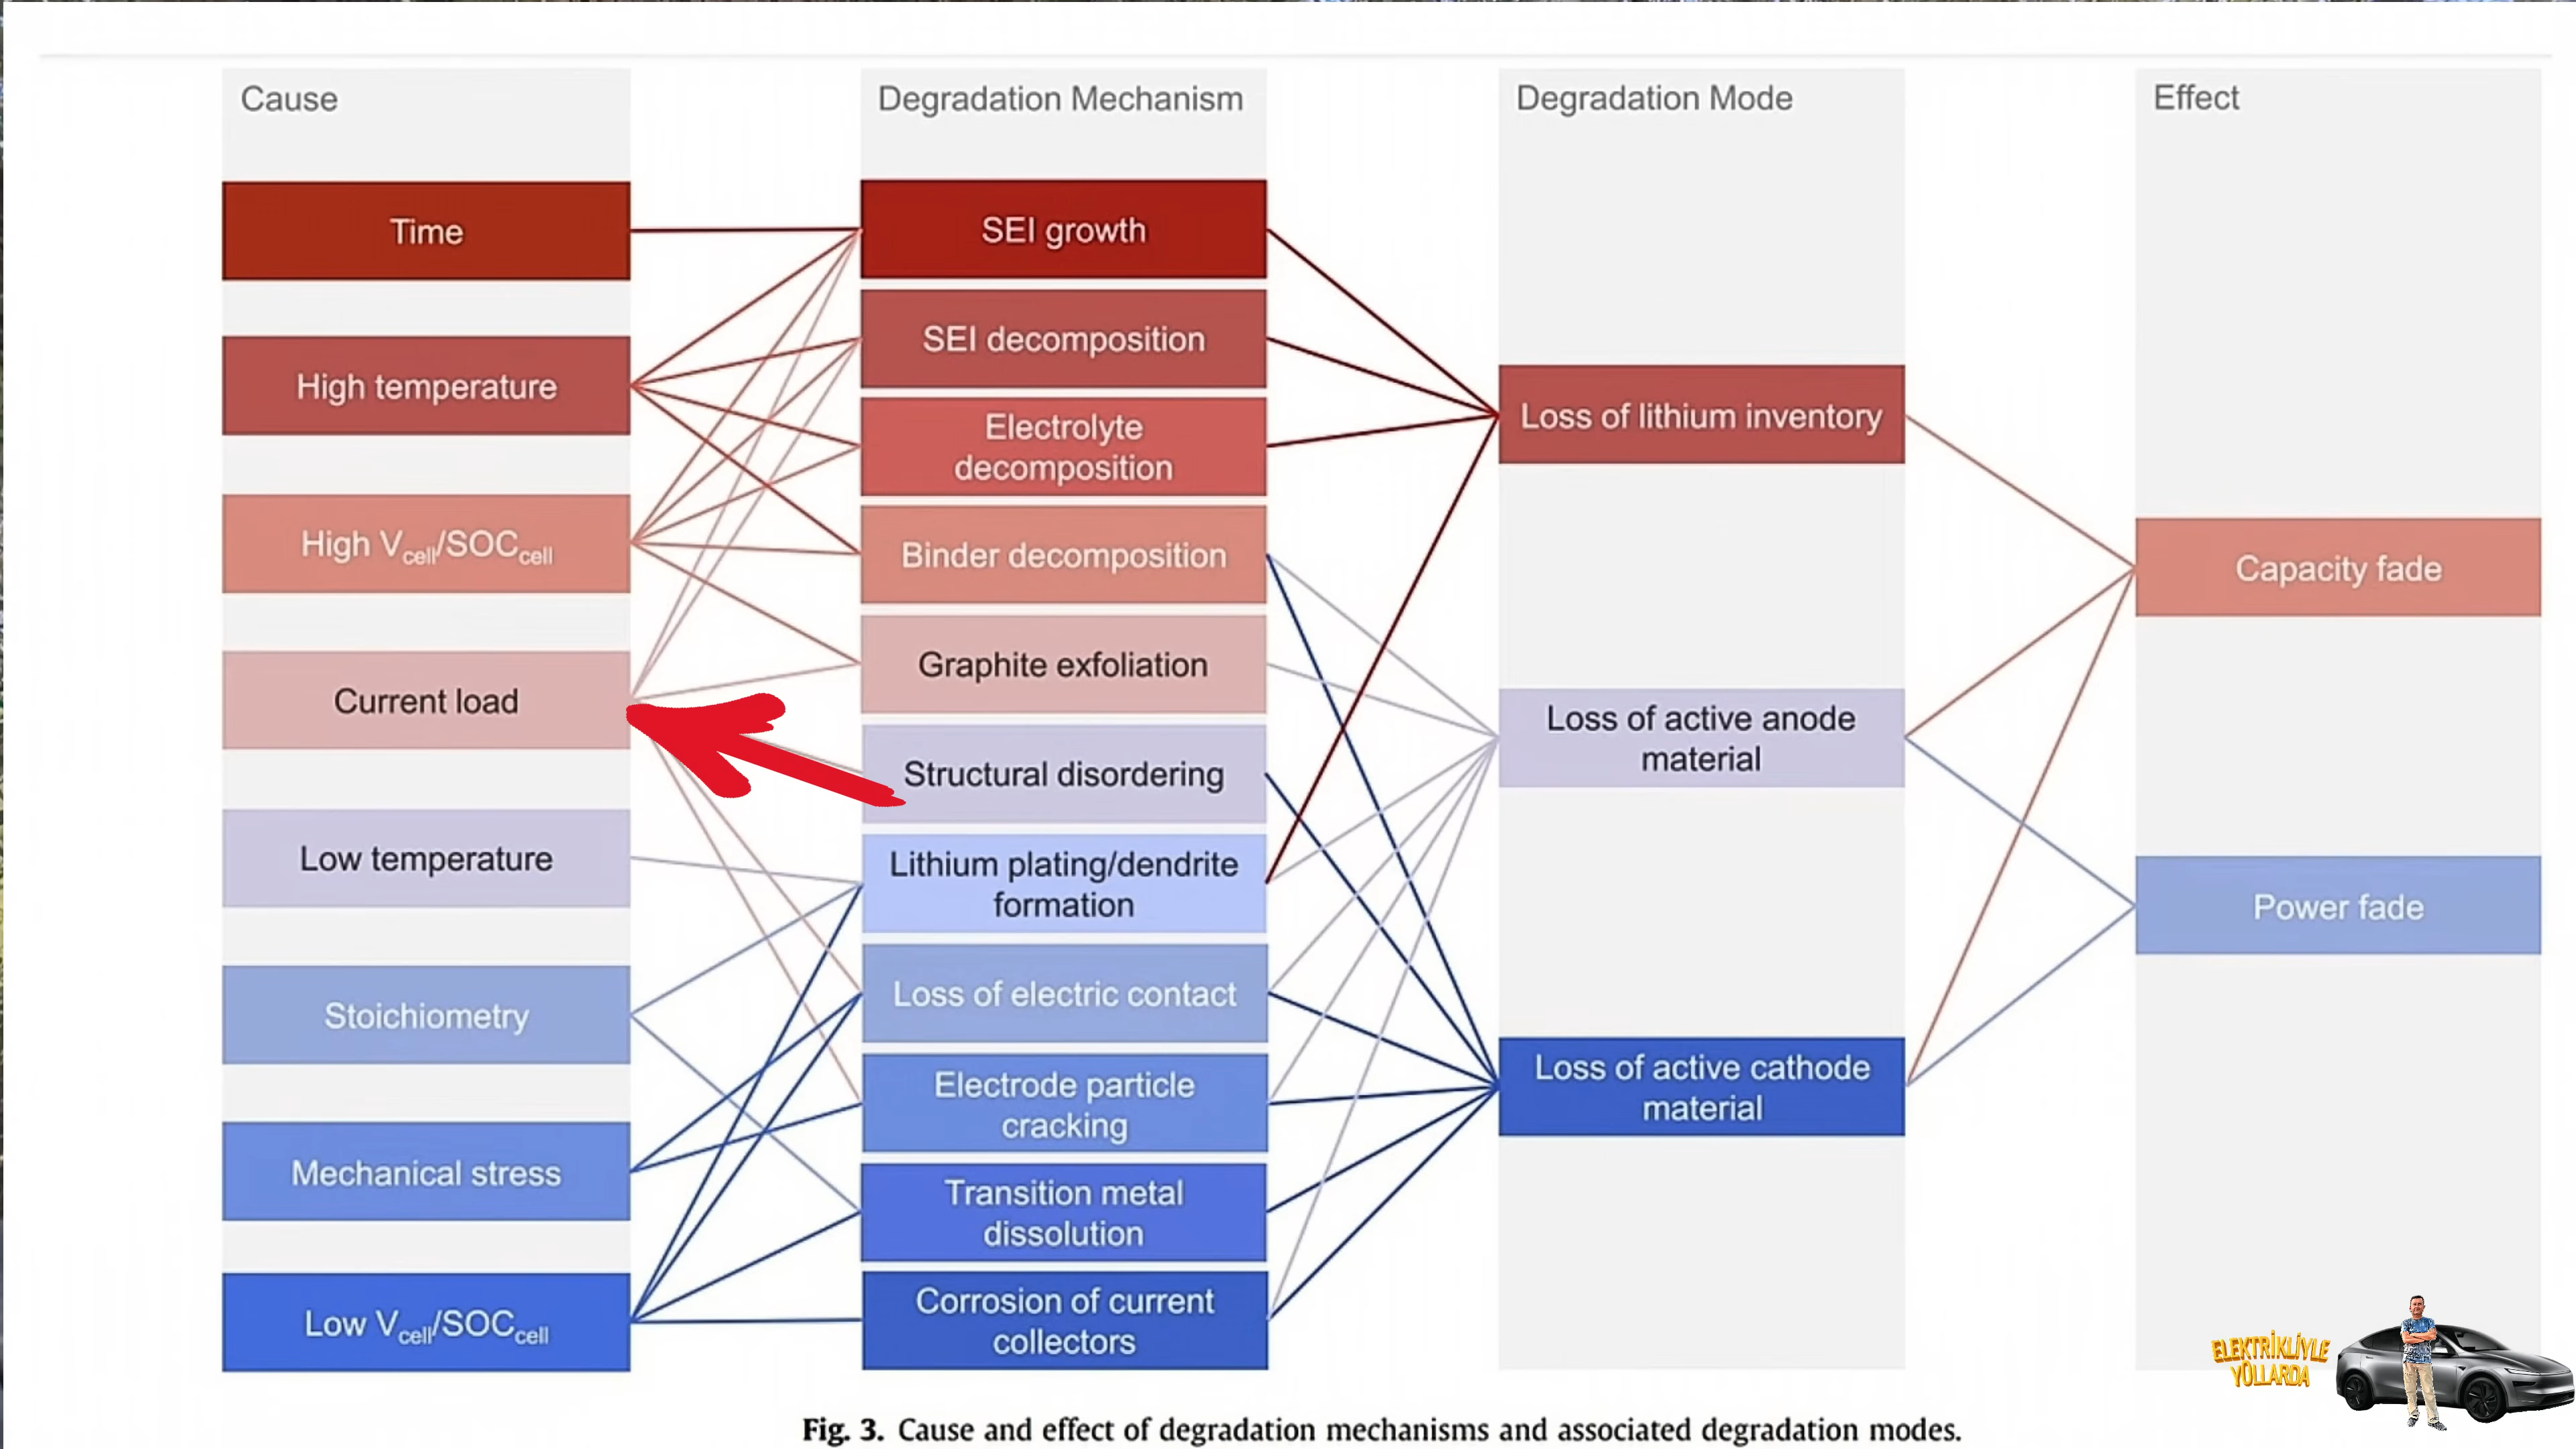 Cause
Degradation Mechanism
Degradation Mode
Effect
Time
High temperature
High Vcell/SOCcell
Current load
Low temperature
Stoichiometry
Mechanical stress
Low Vcell/SOCcell
SEI growth
SEI decomposition
Electrolyte
decomposition
Binder decomposition
Graphite exfoliation
Structural disordering
Lithium plating/dendrite
formation
Loss of electric contact
Electrode particle
cracking
Transition metal
dissolution
Corrosion of current
collectors
Loss of lithium inventory
Loss of active anode
material
Loss of active cathode
material
Capacity fade
Power fade
ELEKTRİKLİYLE
YOLLARDA
Fig. 3. Cause and effect of degradation mechanisms and associated degradation modes.